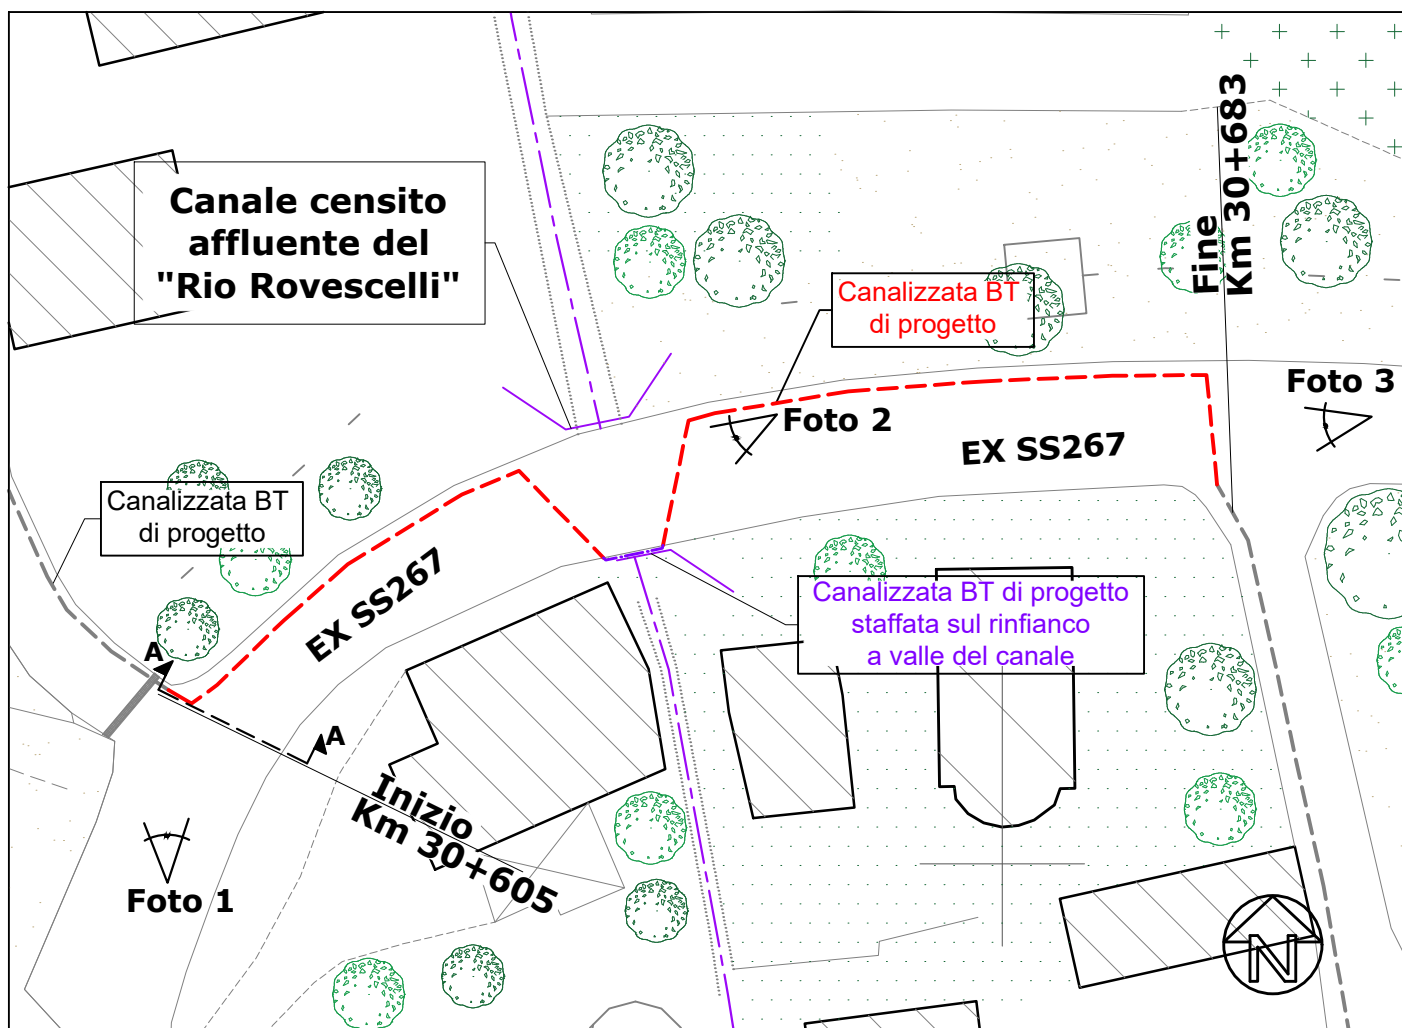 Canale censito
affluente del
"Rio Rovescelli"
Fine
Km 30+683
Canalizzata BT
di progetto
Foto 3
Foto 2
EX SS267
Canalizzata BT
di progetto
EX SS267
Canalizzata BT di progetto
staffata sul rinfianco
a valle del canale
A
A
Inizio
Km 30+605
Foto 1
N